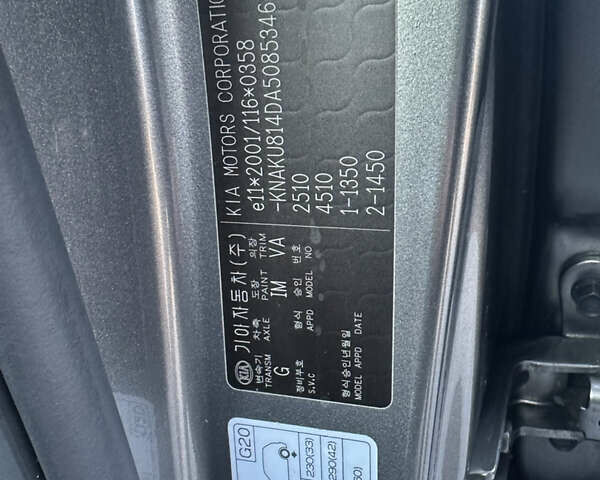 KIA 기아자동차(주) KIA MOTORS CORPORATION
e11*2001/116*0358
-KNAKU814DA5085346
2510
4510
1-1350
2-1450
변속기 차축 도장 의장
TRANSM AXLE PAINT TRIM
G IM VA
정비부호 형식 승인 번호
S.V.C APPD MODEL NO
형식승인년월일
MODEL APPD DATE
G20
230(33)
290(42)